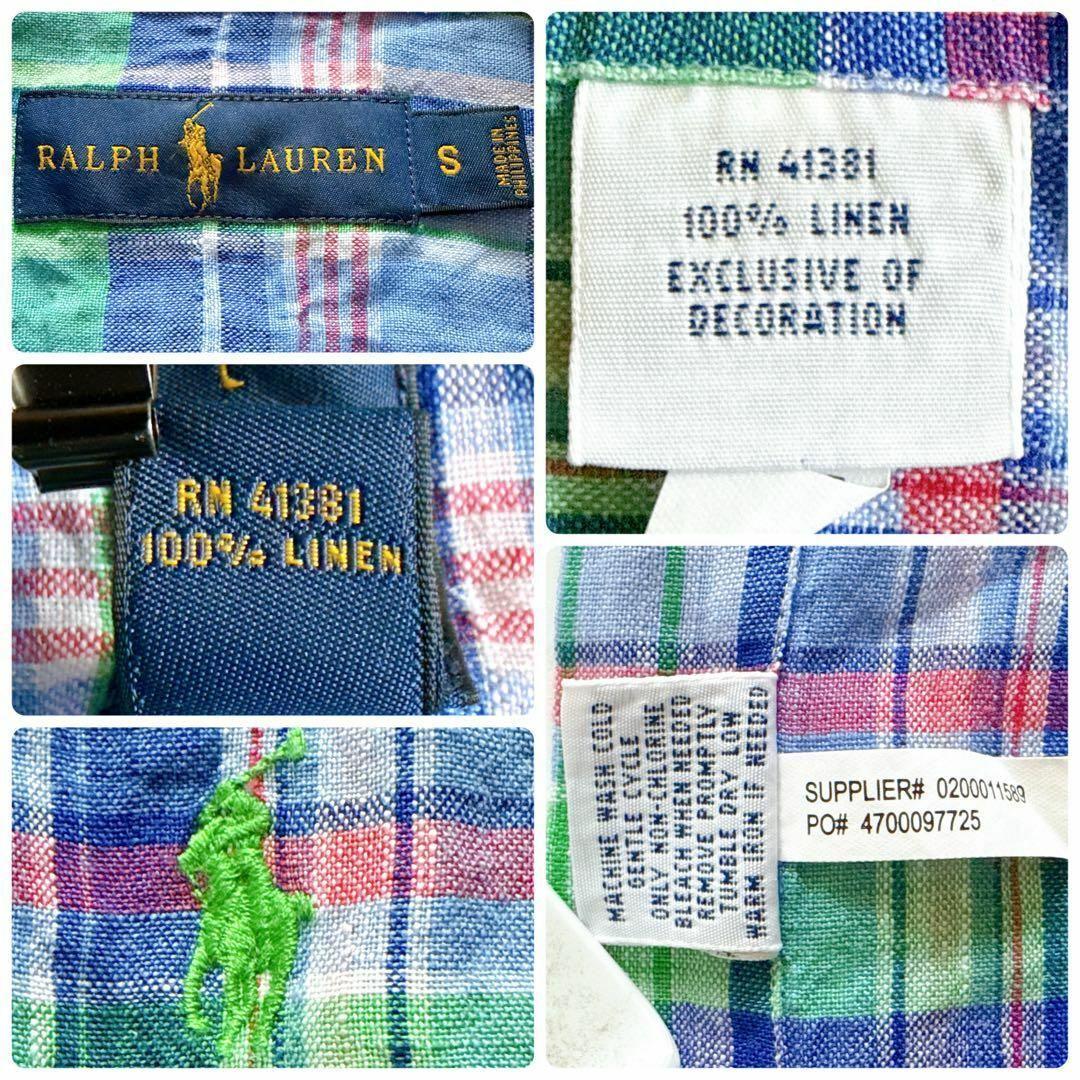 RALPH LAUREN
S
MADE IN
PHILIPPINES
RN 41381
100% LINEN
EXCLUSIVE OF
DECORATION
RN 41381
100% LINEN
MACHINE WASH COLD
GENTLE CYCLE
ONLY NON-CHLORINE
BLEACH WHEN NEEDED
REMOVE PROMPTLY
TUMBLE DRY LOW
WARM IRON IF NEEDED
SUPPLIER# 0200011589
PO# 4700097725